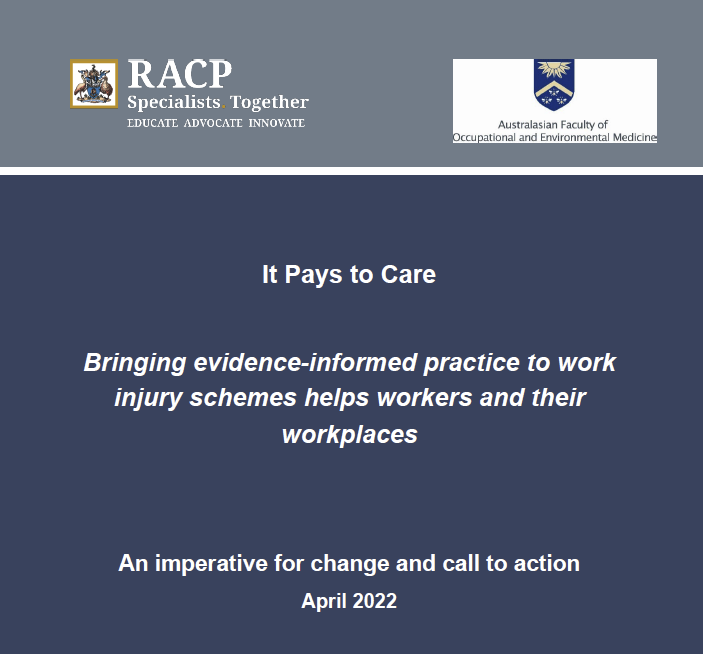 RACP
Specialists. Together
EDUCATE ADVOCATE INNOVATE
Australasian Faculty of
Occupational and Environmental Medicine
It Pays to Care
Bringing evidence-informed practice to work
injury schemes helps workers and their
workplaces
An imperative for change and call to action
April 2022